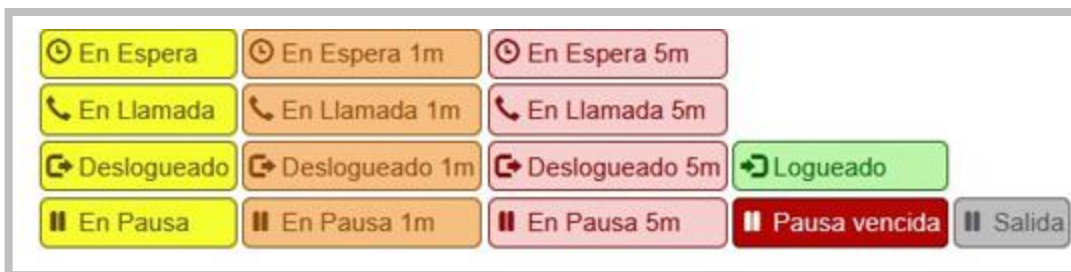 En Espera En Espera 1m En Espera 5m
En Llamada En Llamada 1m En Llamada 5m
Deslogueado Deslogueado 1m Deslogueado 5m Logueado
En Pausa En Pausa 1m En Pausa 5m Pausa vencida Salida